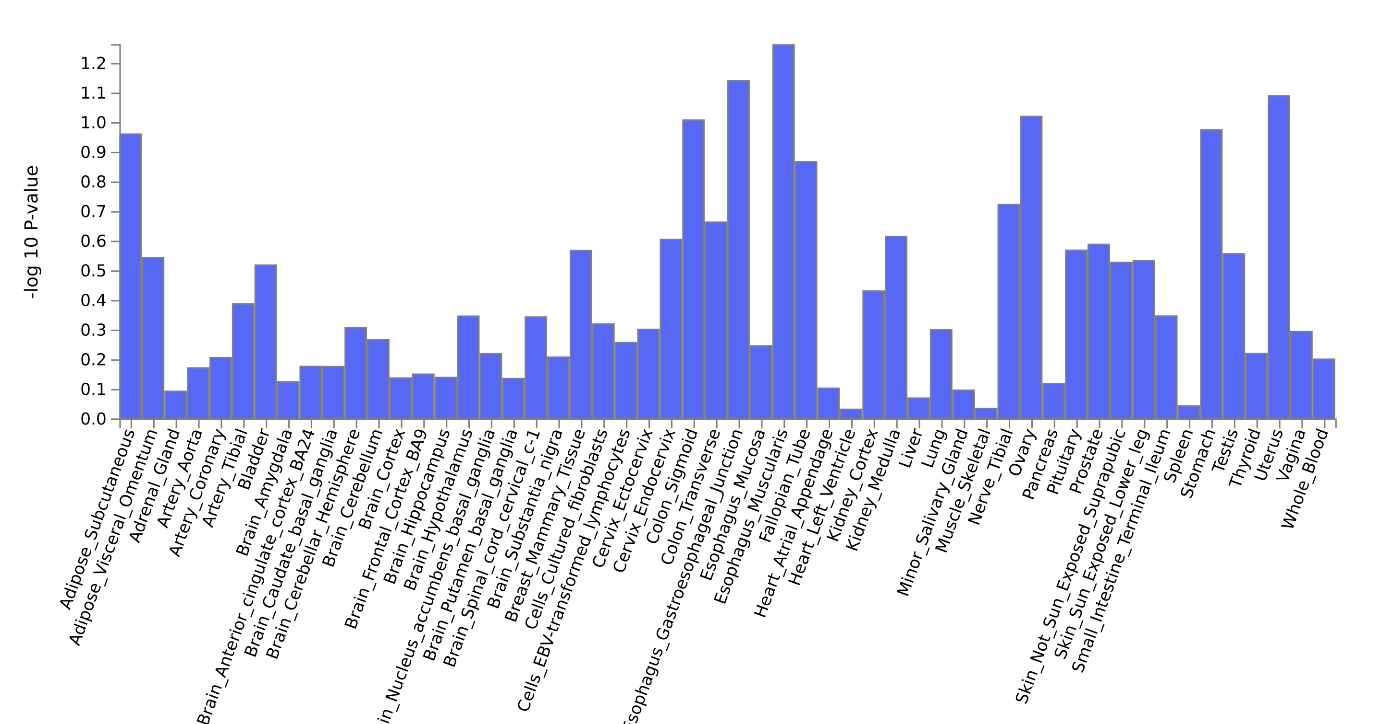 -log 10 P-value
1.2
1.1
1.0
0.9
0.8
0.7
0.6
0.5
0.4
0.3
0.2
0.1
0.0
Adipose_Subcutaneous
Adipose_Visceral_Omentum
Adrenal_Gland
Artery_Aorta
Artery_Coronary
Artery_Tibial
Bladder
Brain_Amygdala
Brain_Anterior_cingulate_cortex_BA24
Brain_Caudate_basal_ganglia
Brain_Cerebellar_Hemisphere
Brain_Cerebellum
Brain_Cortex
Brain_Frontal_Cortex_BA9
Brain_Hippocampus
Brain_Hypothalamus
in_Nucleus_accumbens_basal_ganglia
Brain_Putamen_basal_ganglia
Brain_Spinal_cord_cervical_c-1
Brain_Substantia_nigra
Breast_Mammary_Tissue
Cells_Cultured_fibroblasts
Cells_EBV-transformed_lymphocytes
Cervix_Ectocervix
Cervix_Endocervix
Colon_Sigmoid
Colon_Transverse
sophagus_Gastroesophageal_Junction
Esophagus_Mucosa
Esophagus_Muscularis
Fallopian_Tube
Heart_Atrial_Appendage
Heart_Left_Ventricle
Kidney_Cortex
Kidney_Medulla
Liver
Lung
Minor_Salivary_Gland
Muscle_Skeletal
Nerve_Tibial
Ovary
Pancreas
Pituitary
Prostate
Skin_Not_Sun_Exposed_Suprapubic
Skin_Sun_Exposed_Lower_leg
Small_Intestine_Terminal_Ileum
Spleen
Stomach
Testis
Thyroid
Uterus
Vagina
Whole_Blood